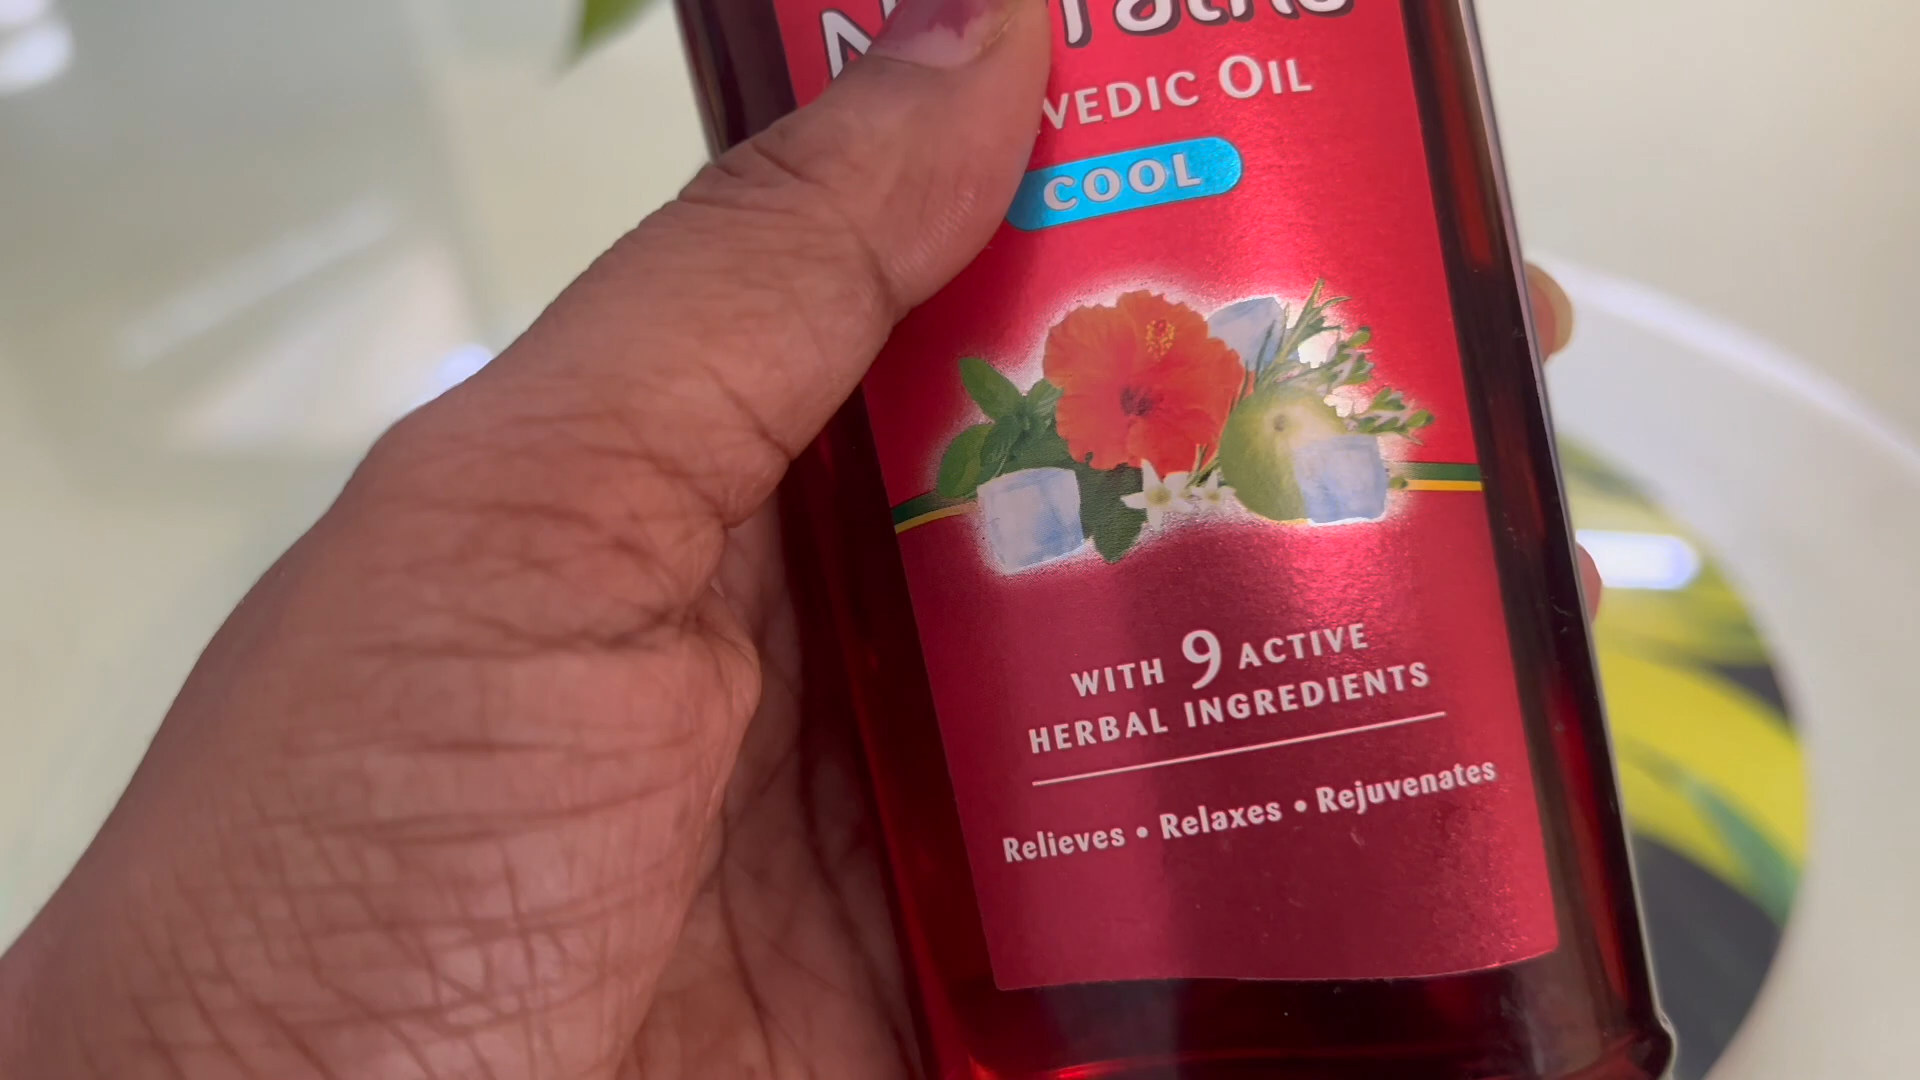 VEDIC OIL
COOL
WITH 9 ACTIVE
HERBAL INGREDIENTS
Relieves • Relaxes • Rejuvenates